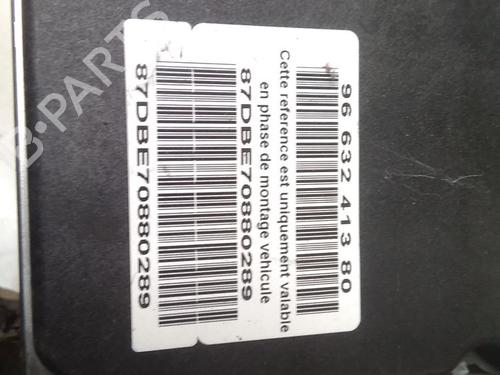 96 632 413 80
Cette reference est uniquement valable
en phase de montage vehicule
87DBE70880289
87DBE70880289
B-PARTS